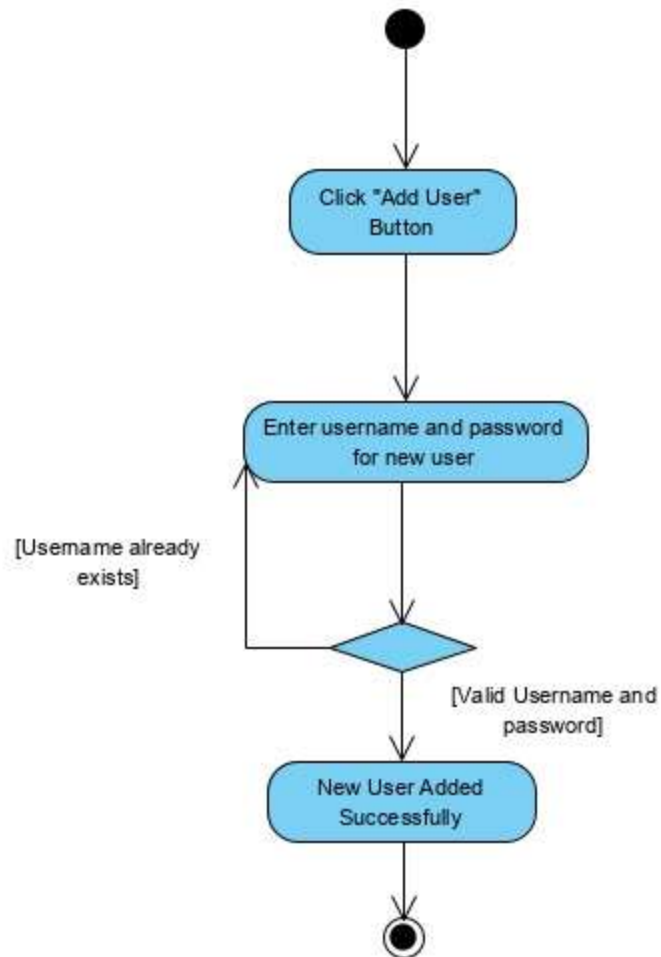 Click "Add User"
Button
Enter username and password
for new user
[Username already
exists]
[Valid Username and
password]
New User Added
Successfully